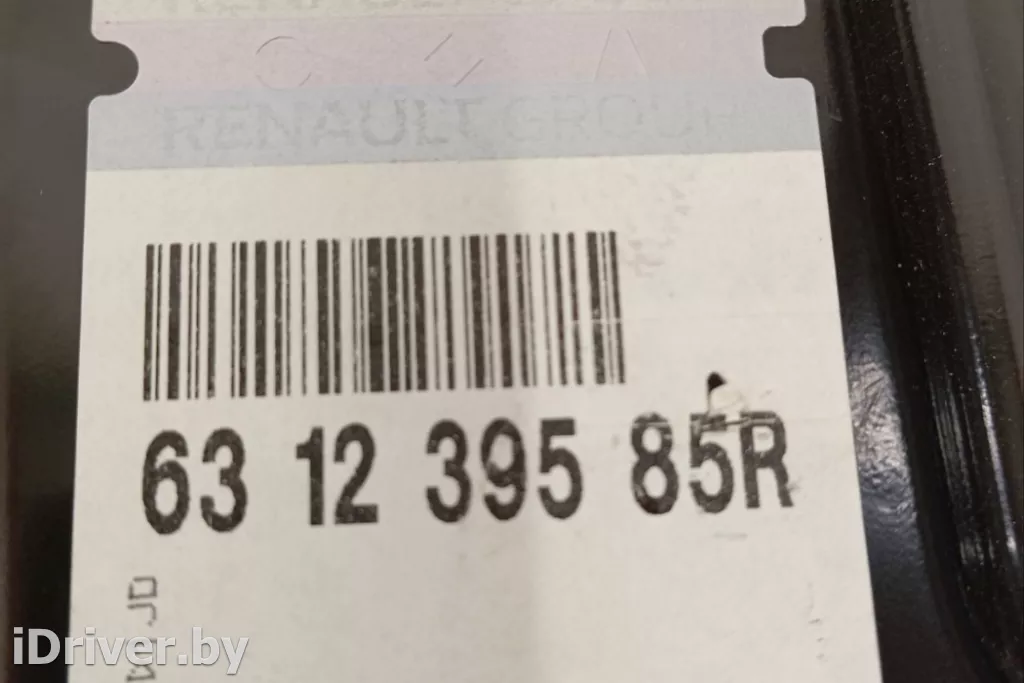 RENAULT GROUP
63 12 395 85R
iDriver.by